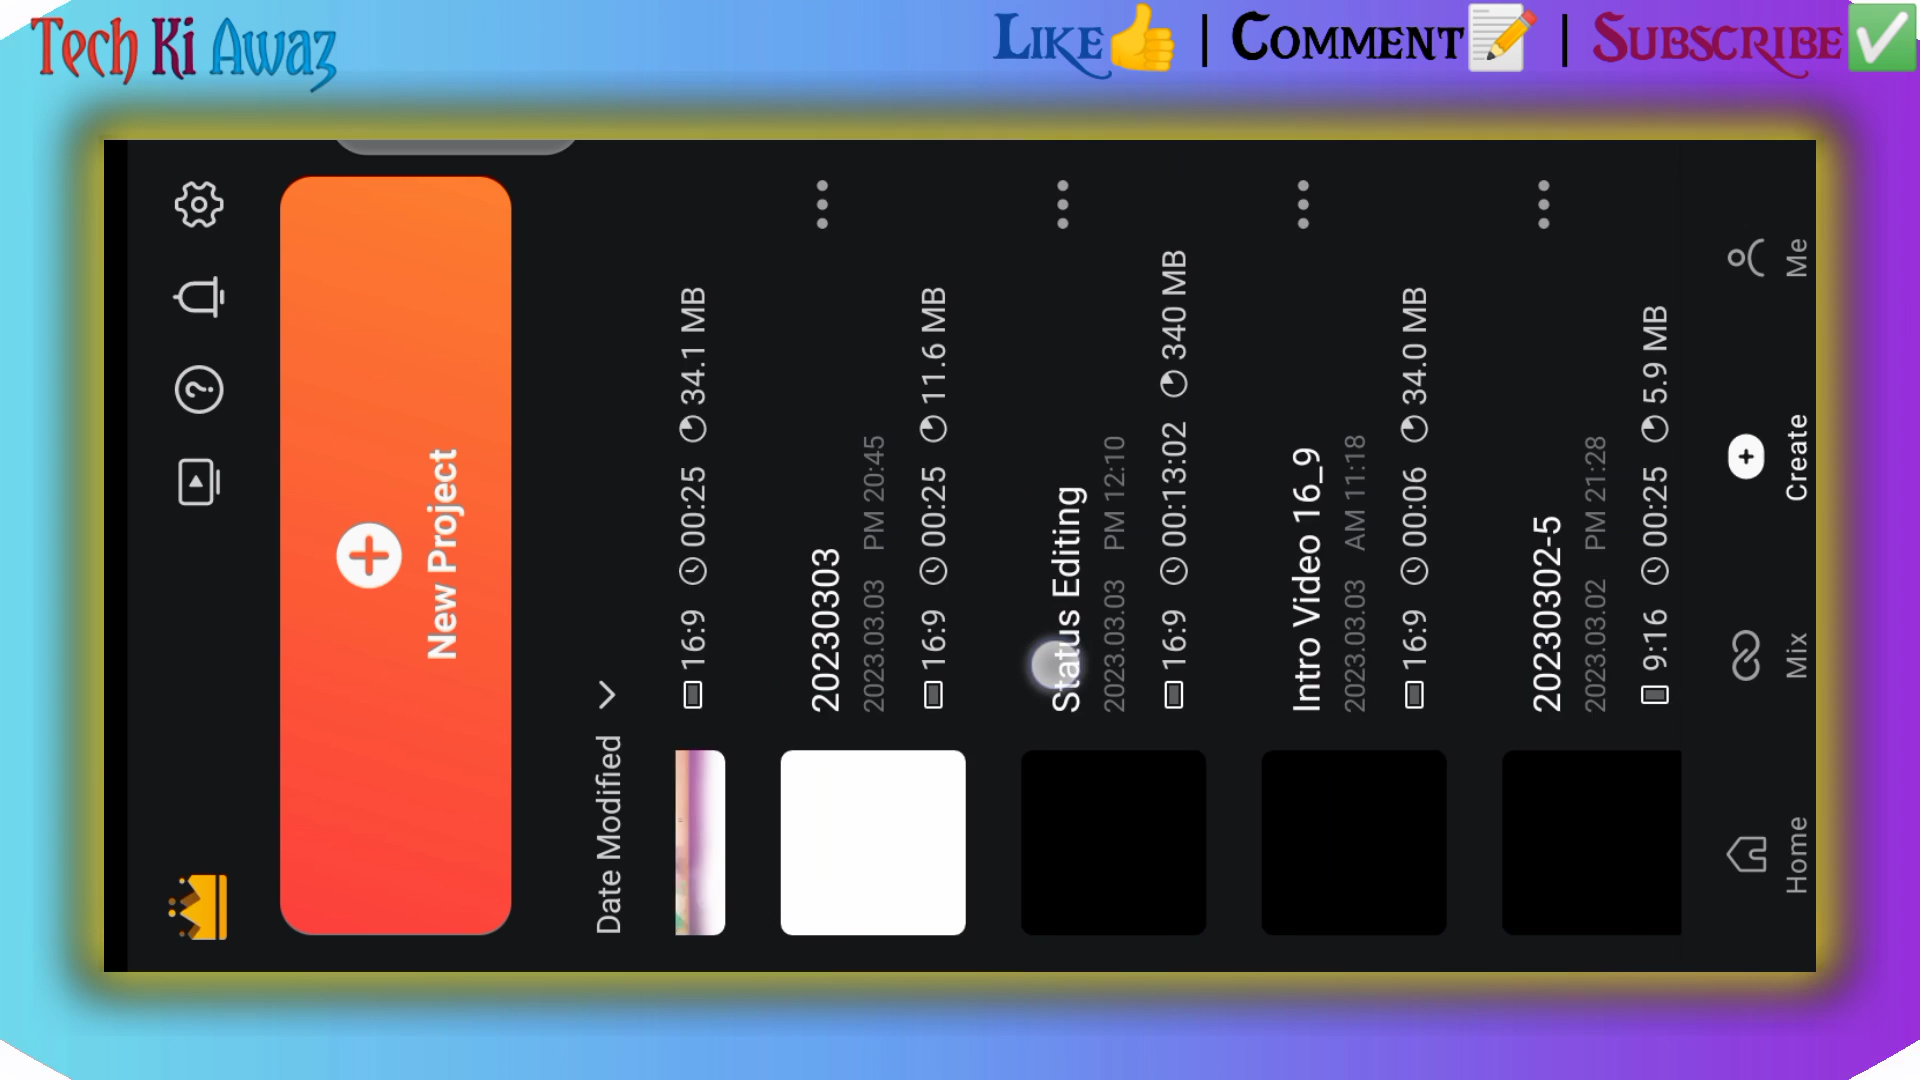 Tech Ki Awaz
Like | Comment | Subscribe
New Project
Date Modified
16:9 00:25 34.1 MB
20230303
2023.03.03 PM 20:45
16:9 00:25 11.6 MB
Status Editing
2023.03.03 PM 12:10
16:9 00:13:02 340 MB
Intro Video 16_9
2023.03.03 AM 11:18
16:9 00:06 34.0 MB
20230302-5
2023.03.02 PM 21:28
9:16 00:25 5.9 MB
Home Mix Create Me